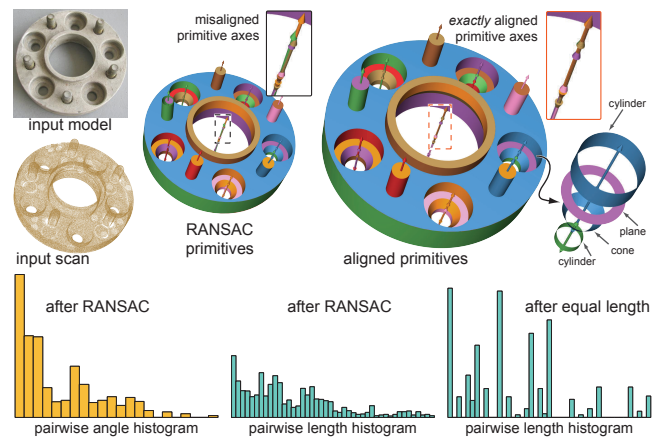 misaligned
primitive axes
exactly aligned
primitive axes
input model
cylinder
input scan
RANSAC
primitives
aligned primitives
plane
cone
cylinder
after RANSAC
after RANSAC
after equal length
pairwise angle histogram
pairwise length histogram
pairwise length histogram